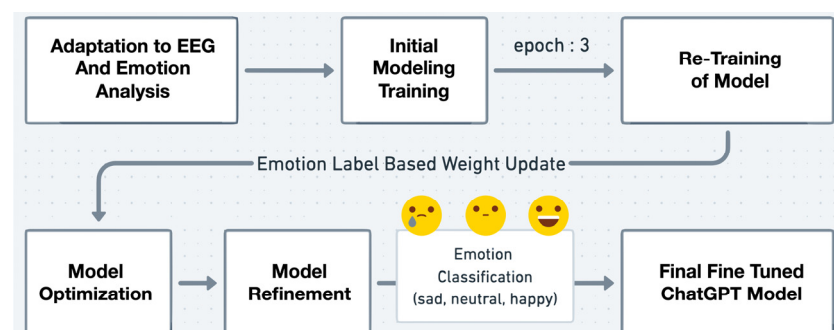 Adaptation to EEG
And Emotion
Analysis
Initial
Modeling
Training
epoch : 3
Re-Training
of Model
Emotion Label Based Weight Update
Model
Optimization
Model
Refinement
Emotion
Classification
(sad, neutral, happy)
Final Fine Tuned
ChatGPT Model